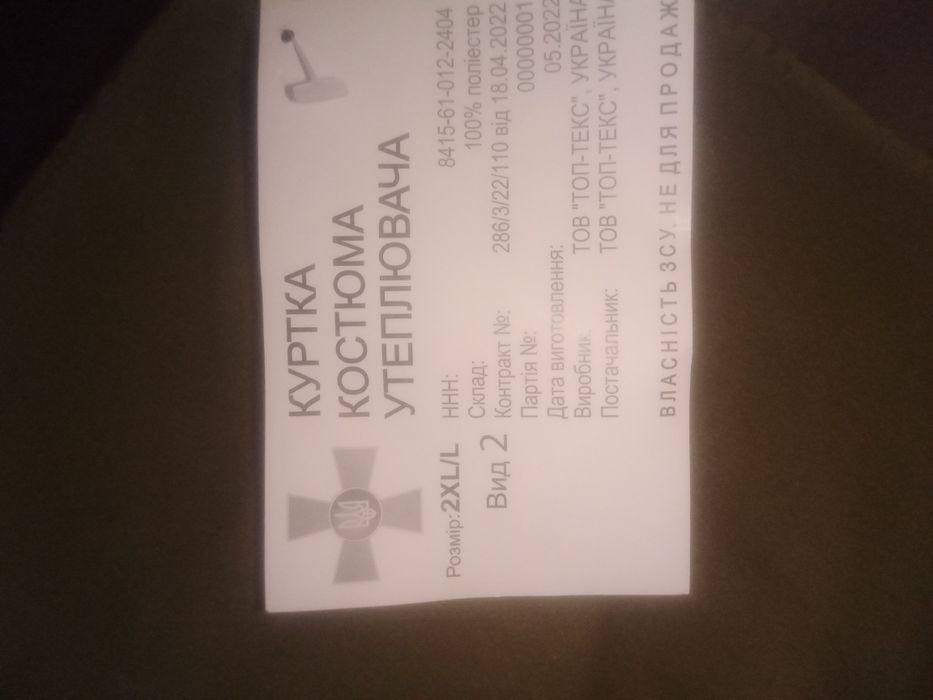 КУРТКА
КОСТЮМА
УТЕПЛЮВАЧА
Розмір: 2XL/L
Вид 2
ННН: 8415-61-012-2404
Склад: 100% поліестер
Контракт №: 286/3/22/110 від 18.04.2022
Партія №: 00000001
Дата виготовлення: 05.2022
Виробник: ТОВ "ТОП-ТЕКС", УКРАЇНА
Постачальник: ТОВ "ТОП-ТЕКС", УКРАЇНА
ВЛАСНІСТЬ ЗСУ. НЕ ДЛЯ ПРОДАЖ